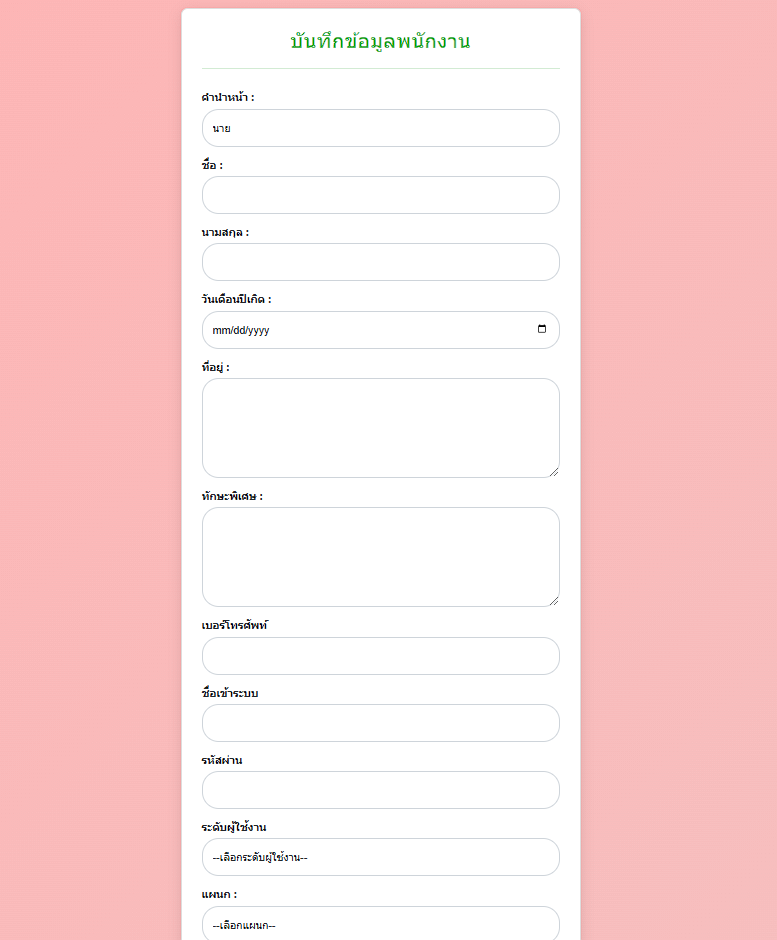 บันทึกข้อมูลพนักงาน
คำนำหน้า :
นาย
ชื่อ :
นามสกุล :
วันเดือนปีเกิด :
mm/dd/yyyy
ที่อยู่ :
ทักษะพิเศษ :
เบอร์โทรศัพท์
ชื่อเข้าระบบ
รหัสผ่าน
ระดับผู้ใช้งาน
--เลือกระดับผู้ใช้งาน--
แผนก :
--เลือกแผนก--